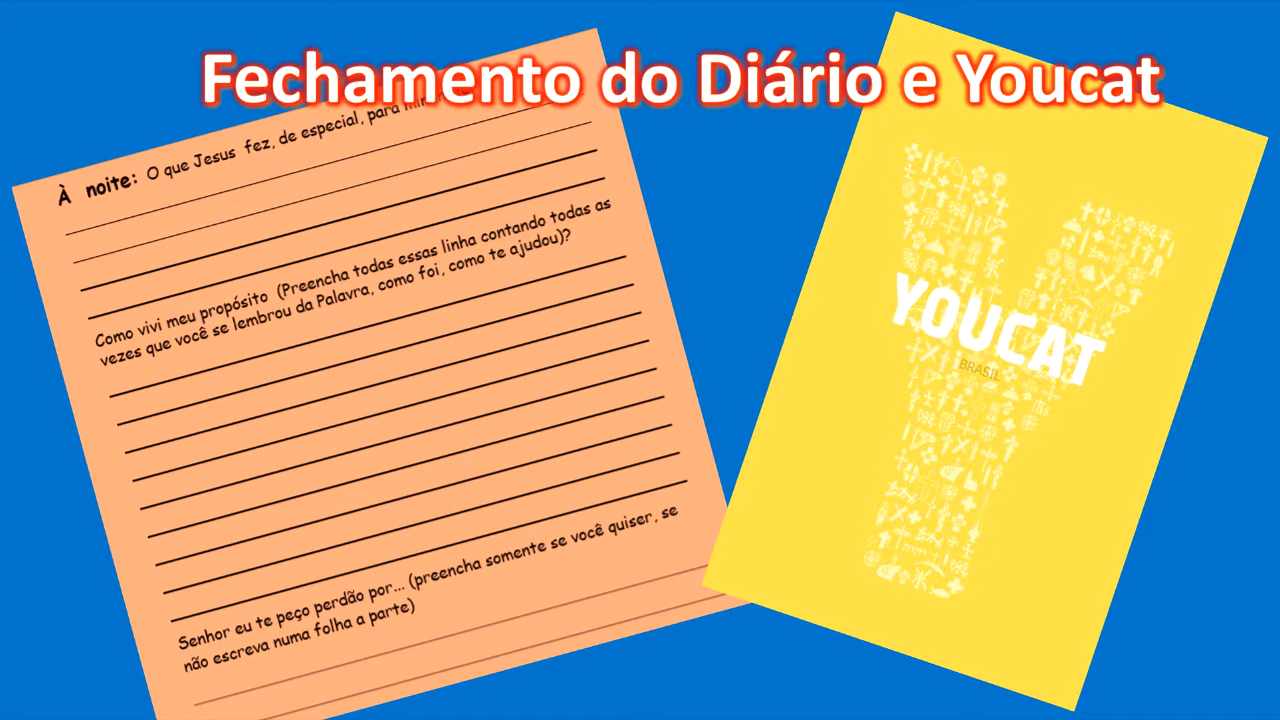 Fechamento do Diário e Youcat
À noite: O que Jesus fez, de especial, para
Como vivi meu propósito (Preencha todas essas linha contando todas as
vezes que você se lembrou da Palavra, como foi, como te ajudou)?
Senhor eu te peço perdão por... (preencha somente se você quiser, se
não escreva numa folha a parte)
YOUCAT
BRASIL